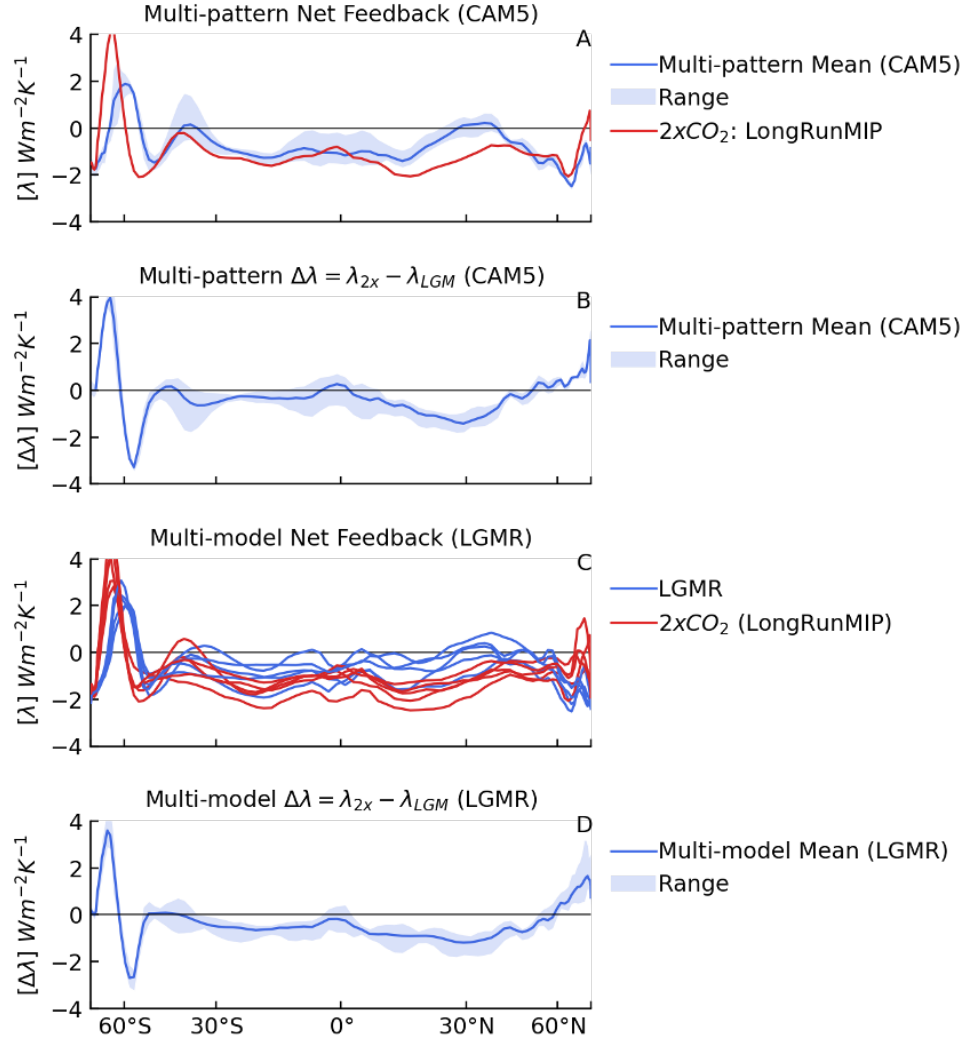 Multi-pattern Net Feedback (CAM5)
A
4
2
0
−2
−4
[λ] Wm⁻²K⁻¹
Multi-pattern Mean (CAM5)
Range
2xCO₂: LongRunMIP
Multi-pattern Δλ = λ₂ₓ − λ_LGM (CAM5)
B
4
2
0
−2
−4
[Δλ] Wm⁻²K⁻¹
Multi-pattern Mean (CAM5)
Range
Multi-model Net Feedback (LGMR)
C
4
2
0
−2
−4
[λ] Wm⁻²K⁻¹
LGMR
2xCO₂ (LongRunMIP)
Multi-model Δλ = λ₂ₓ − λ_LGM (LGMR)
D
4
2
0
−2
−4
[Δλ] Wm⁻²K⁻¹
Multi-model Mean (LGMR)
Range
60°S 30°S 0° 30°N 60°N